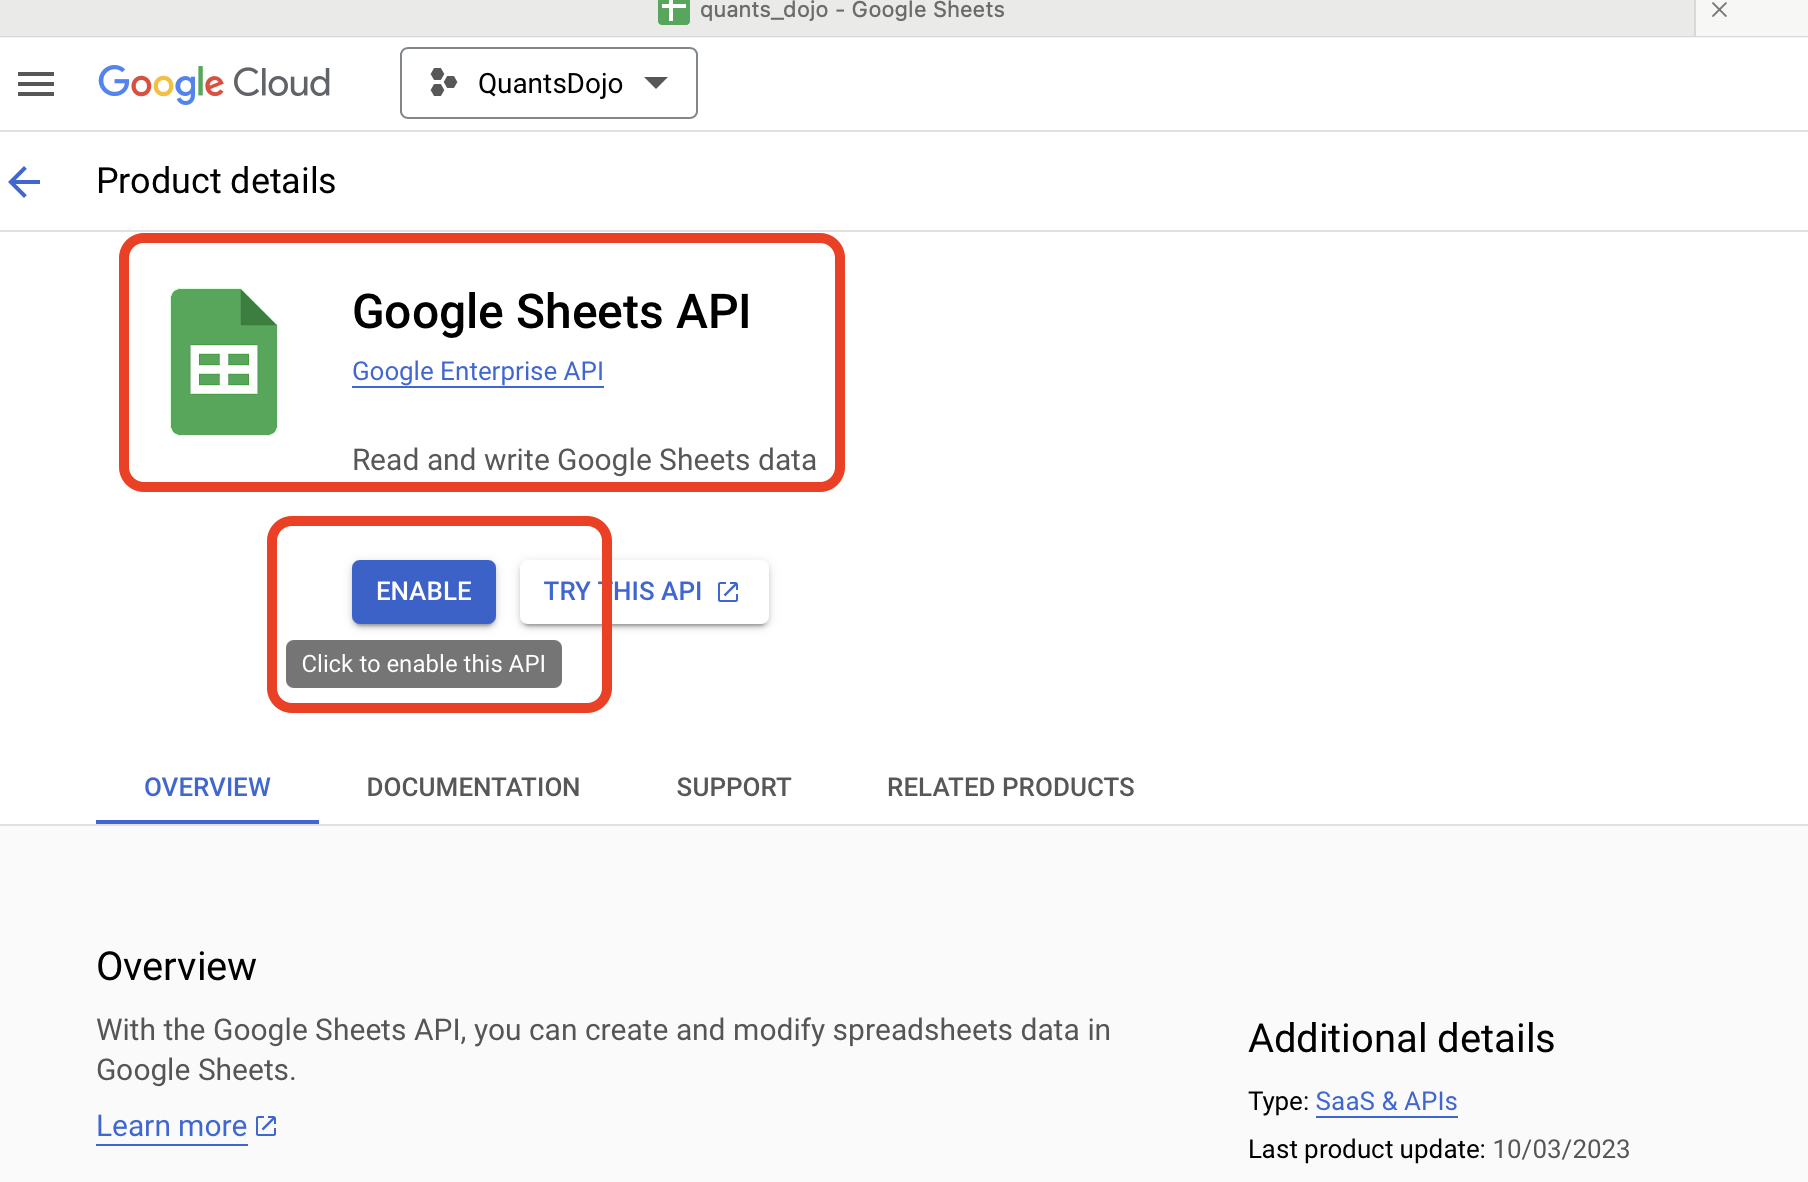 quants_dojo - Google Sheets
Google Cloud
QuantsDojo
Product details
Google Sheets API
Google Enterprise API
Read and write Google Sheets data
ENABLE
TRY THIS API
Click to enable this API
OVERVIEW DOCUMENTATION SUPPORT RELATED PRODUCTS
Overview
With the Google Sheets API, you can create and modify spreadsheets data in
Google Sheets.
Learn more
Additional details
Type: SaaS & APIs
Last product update: 10/03/2023